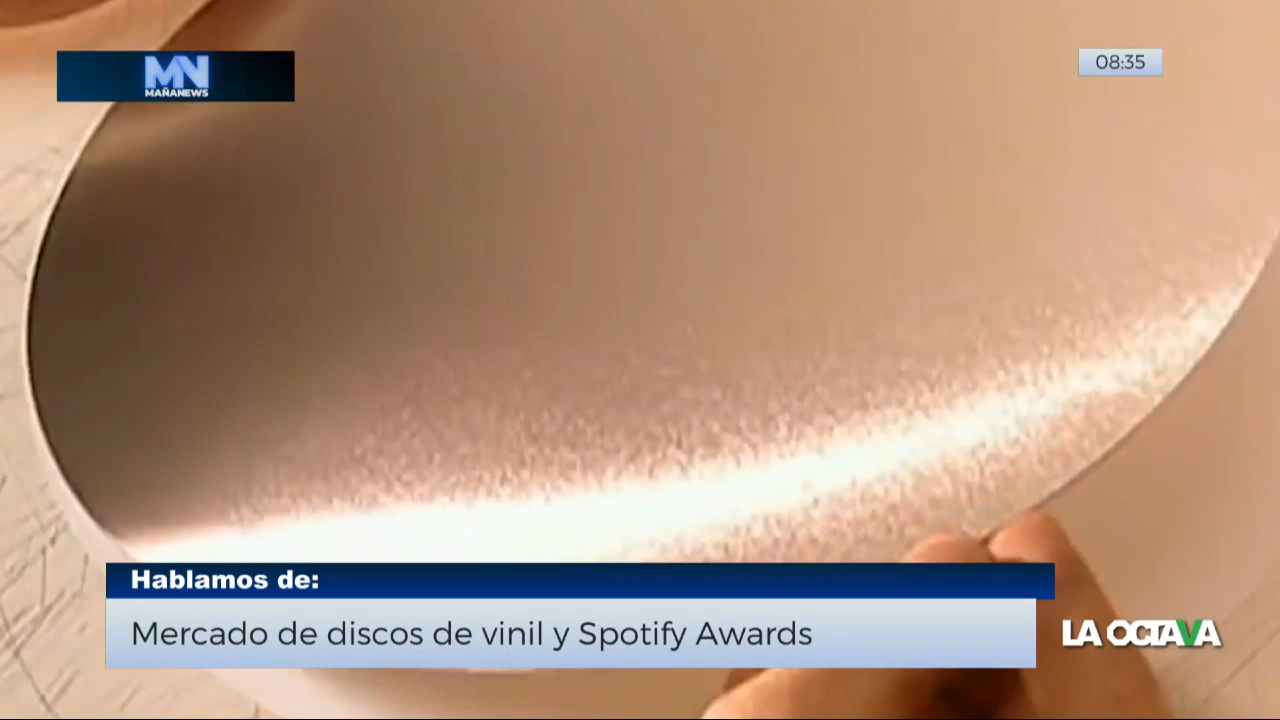 MN
MAÑANEWS
08:35
Hablamos de:
Mercado de discos de vinil y Spotify Awards
LA OCTAVA